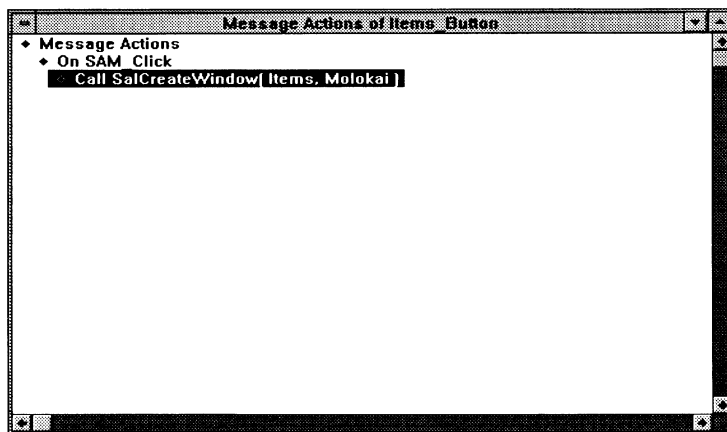 Message Actions of Items_Button
Message Actions
On SAM_Click
Call SalCreateWindow( Items, Molokai )